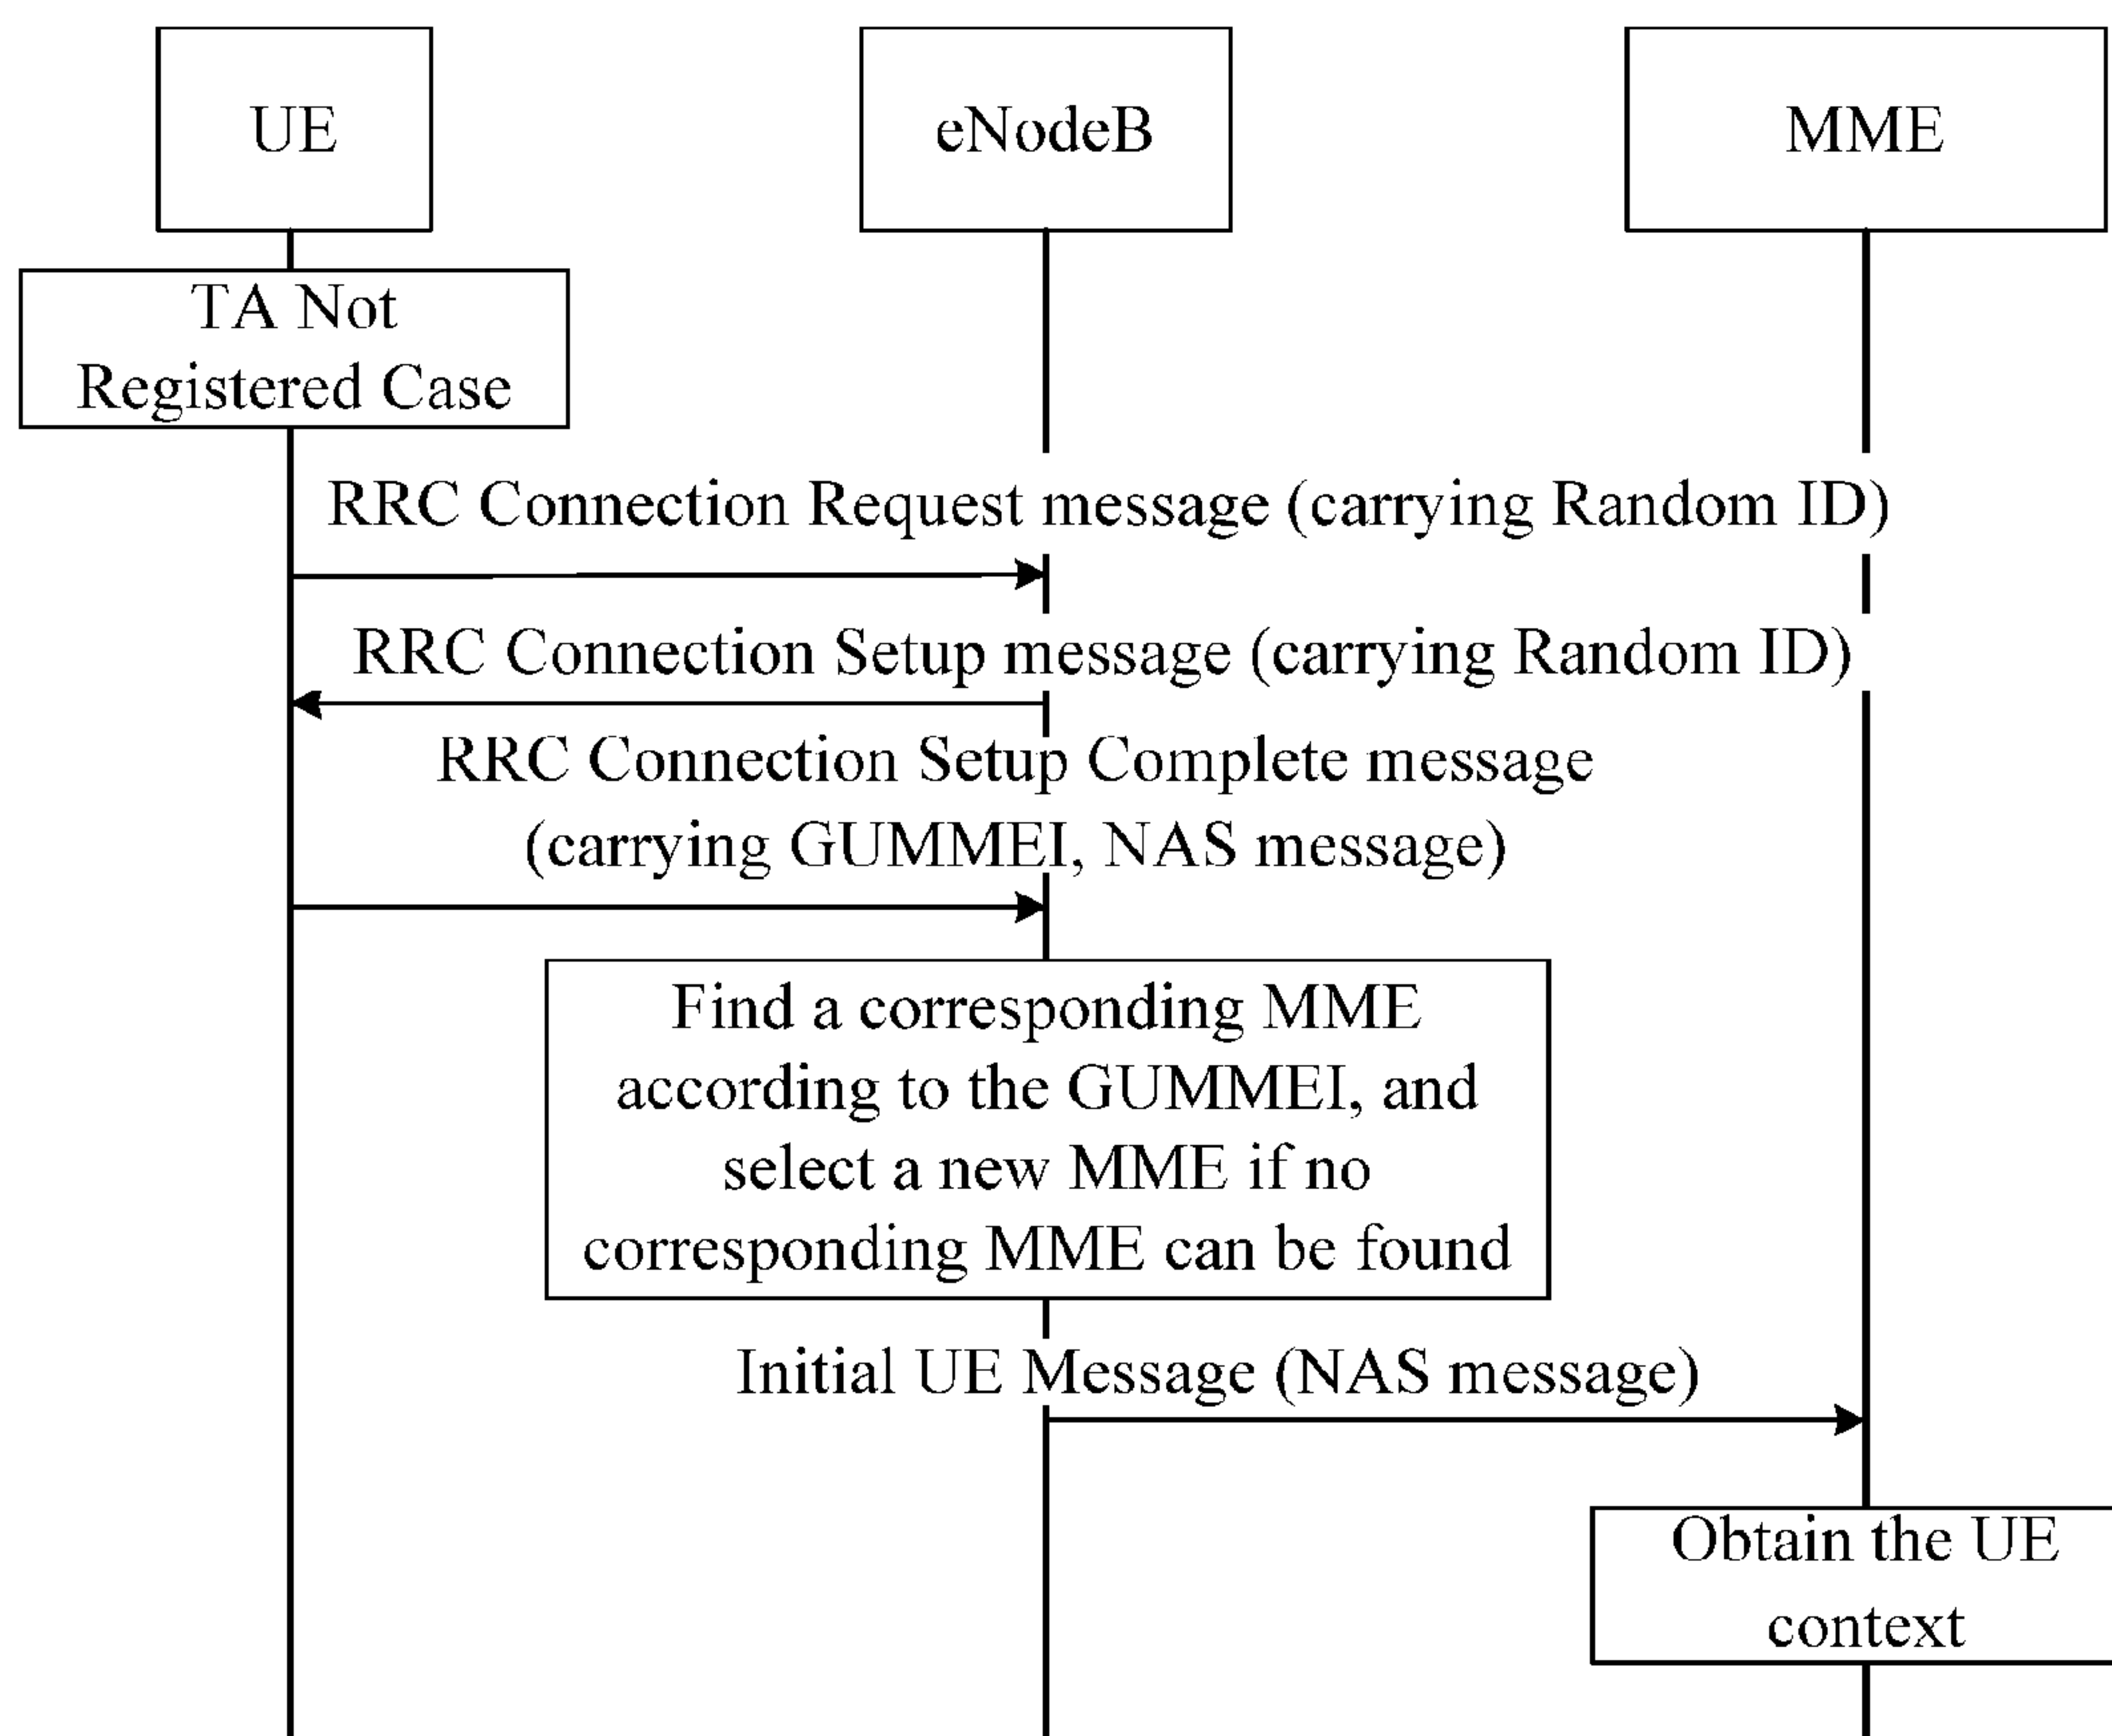 UE
eNodeB
MME
TA Not
Registered Case
RRC Connection Request message (carrying Random ID)
RRC Connection Setup message (carrying Random ID)
RRC Connection Setup Complete message
(carrying GUMMEI, NAS message)
Find a corresponding MME
according to the GUMMEI, and
select a new MME if no
corresponding MME can be found
Initial UE Message (NAS message)
Obtain the UE
context